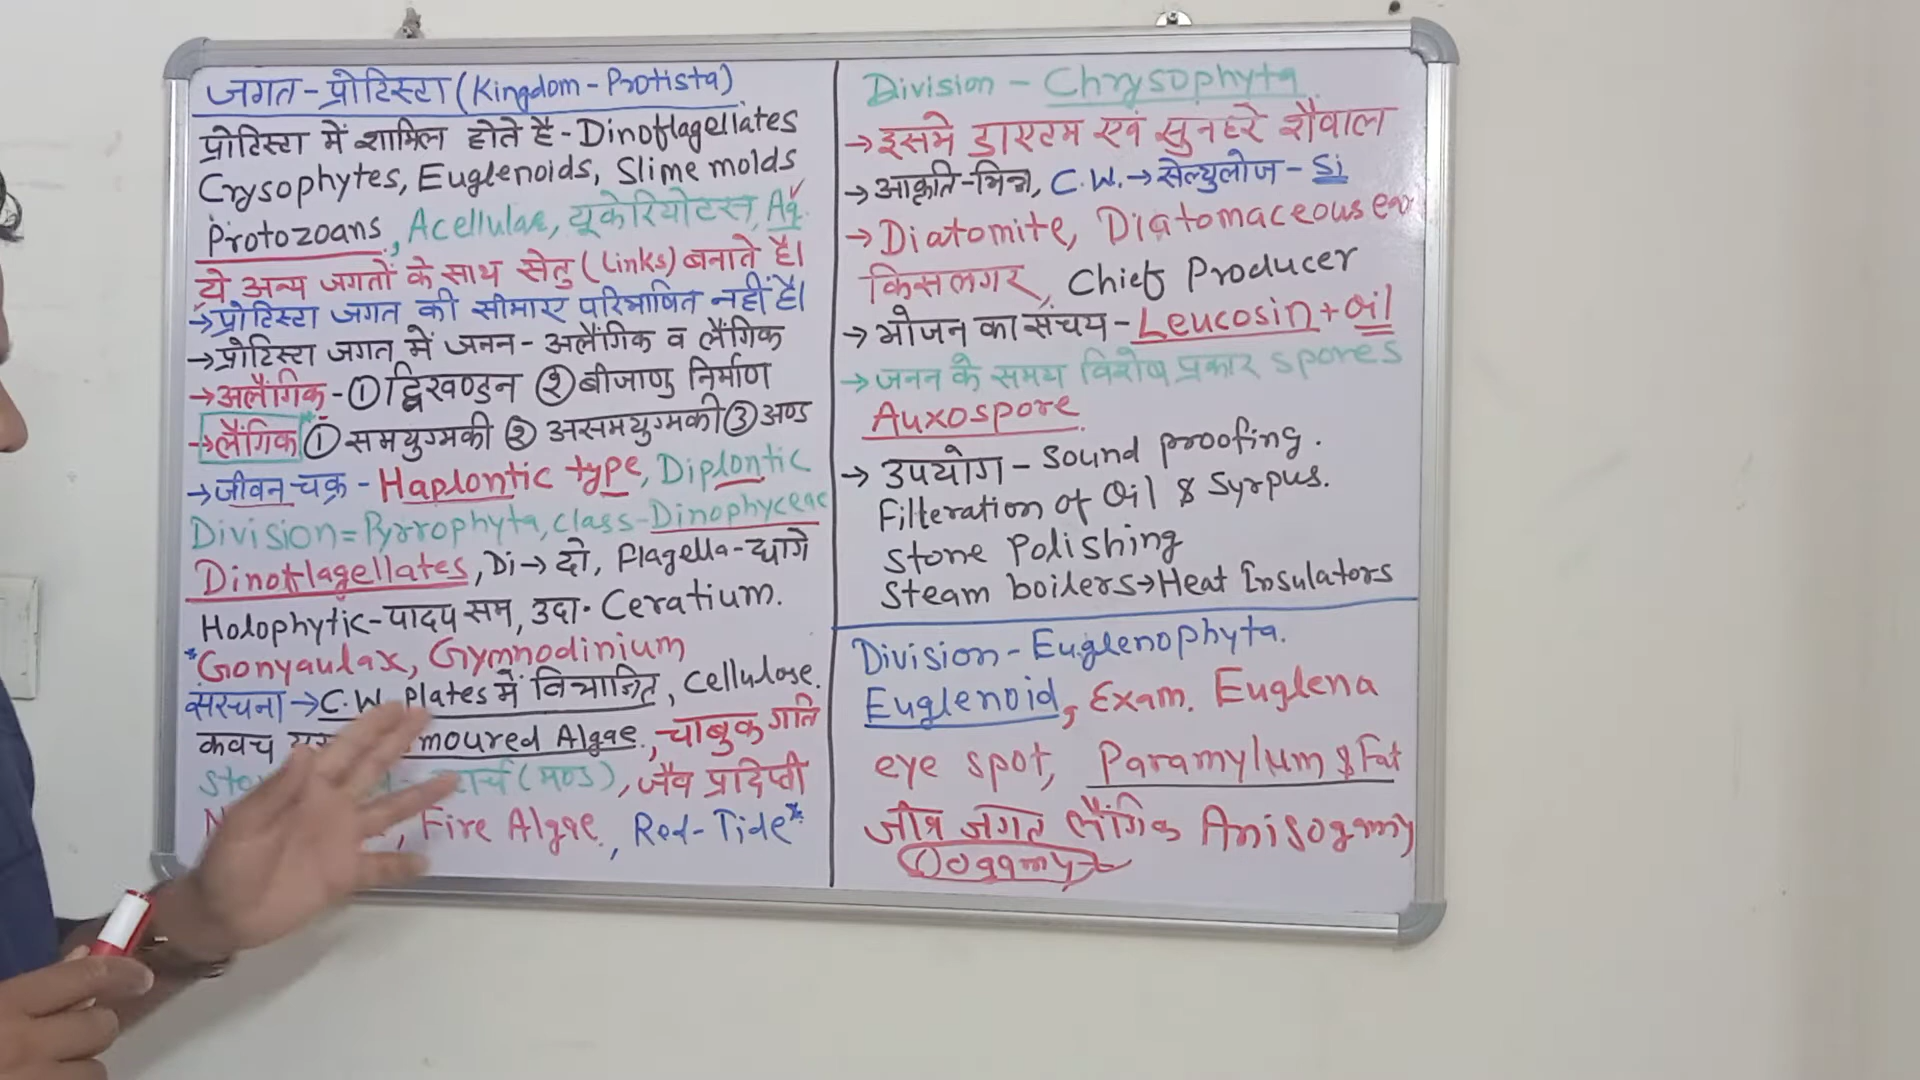 जगत-प्रोटिस्टा (Kingdom-Protista)
प्रोटिस्टा में शामिल होते है-Dinoflagellates
Crysophytes, Euglenoids, Slime molds
Protozoans, Acellular, यूकेरियोटस, Aq.
ये अन्य जगतों के साथ सेतु (Links) बनाते है।
→प्रोटिस्टा जगत की सीमाए परिभाषित नहीं है।
→प्रोटिस्टा जगत में जनन- अलैंगिक व लैंगिक
→अलैंगिक-① द्विखण्डन ② बीजाणु निर्माण
→लैंगिक ① समयुग्मकी ② असमयुग्मकी ③ अण्ड
→जीवन-चक्र- Haplontic type, Diplontic
Division=Pyrrophyta, class-Dinophyceae
Dinoflagellates, Di→दो, Flagella-धागे
Holophytic-पादप सम, उदा. Ceratium.
*Gonyaulax, Gymnodinium
संरचना→C.W. Plates में विभाजित, Cellulose.
कवच moured Algae, चाबुक गति
(मण्ड), जैव प्रदिप्ती
, Fire Algae, Red-Tide*
Division - Chrysophyta
→इसमे डाएटम एवं सुनहरे शैवाल
→आकृति-भिन्न, C.W.→सेल्युलोज-Si
→Diatomite, Diatomaceous ear
किसलगर, Chief Producer
→ भोजन का संचय-Leucosin+oil
→जनन के समय विशेष प्रकार spores
Auxospore
→ उपयोग- Sound proofing.
Filteration of Oil & Syrpus.
Stone Polishing
Steam boilers→Heat Insulators
Division-Euglenophyta.
Euglenoid, Exam. Euglena
eye spot, Paramylum & Fat
जीव जगत लैंगिक Anisogamy
Oogamy